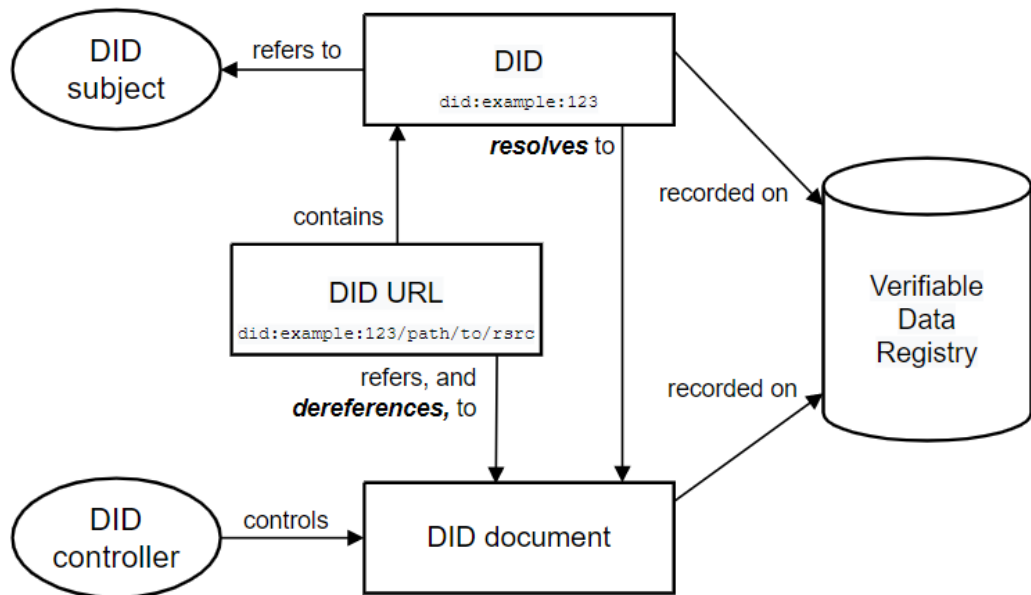 DID
subject
refers to
DID
did:example:123
resolves to
recorded on
contains
DID URL
did:example:123/path/to/rsrc
Verifiable
Data
Registry
refers, and
dereferences, to
recorded on
DID
controller
controls
DID document